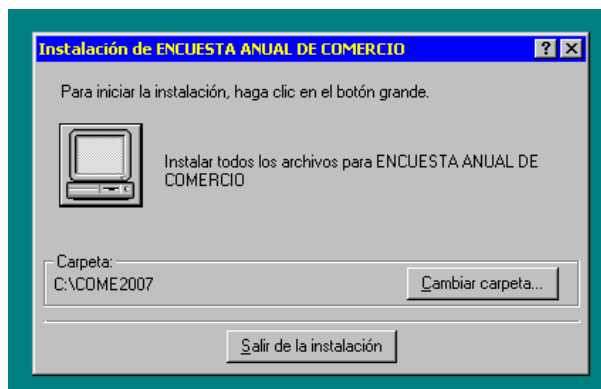 Instalación de ENCUESTA ANUAL DE COMERCIO
Para iniciar la instalación, haga clic en el botón grande.
Instalar todos los archivos para ENCUESTA ANUAL DE
COMERCIO
Carpeta:
C:\COME2007
Cambiar carpeta...
Salir de la instalación